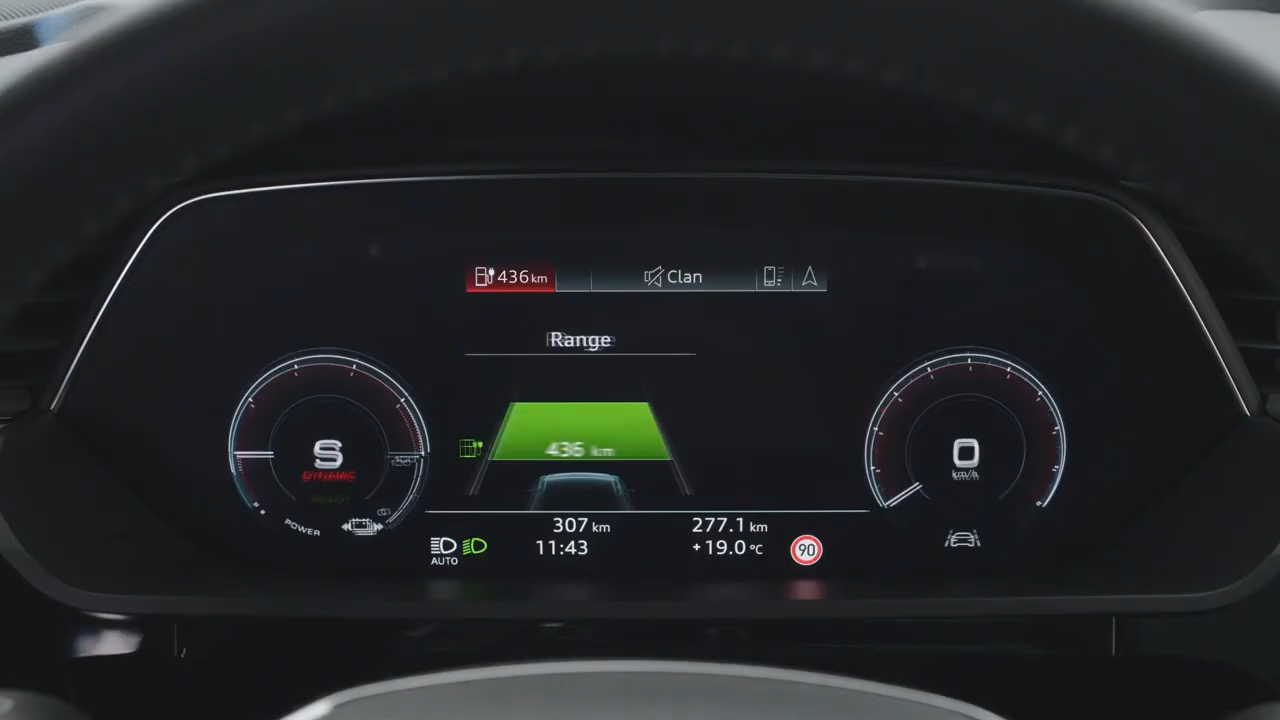 436 km
Clan
Range
436 km
S
DYNAMIC
POWER
0
km/h
307 km
277.1 km
11:43
+19.0 °C
90
AUTO